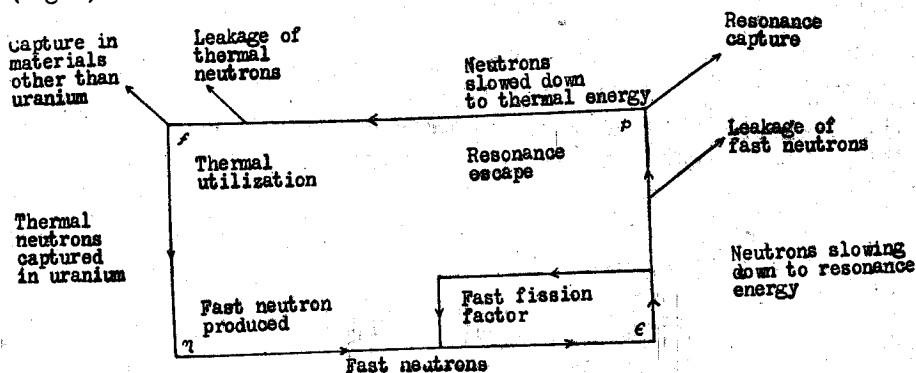 Capture in
materials
other than
uranium
Leakage of
thermal
neutrons
Neutrons
slowed down
to thermal energy
Resonance
capture
f
p
Thermal
utilization
Resonance
escape
Leakage of
fast neutrons
Thermal
neutrons
captured
in uranium
Neutrons slowing
down to resonance
energy
Fast neutron
produced
Fast fission
factor
η
ϵ
Fast neutrons